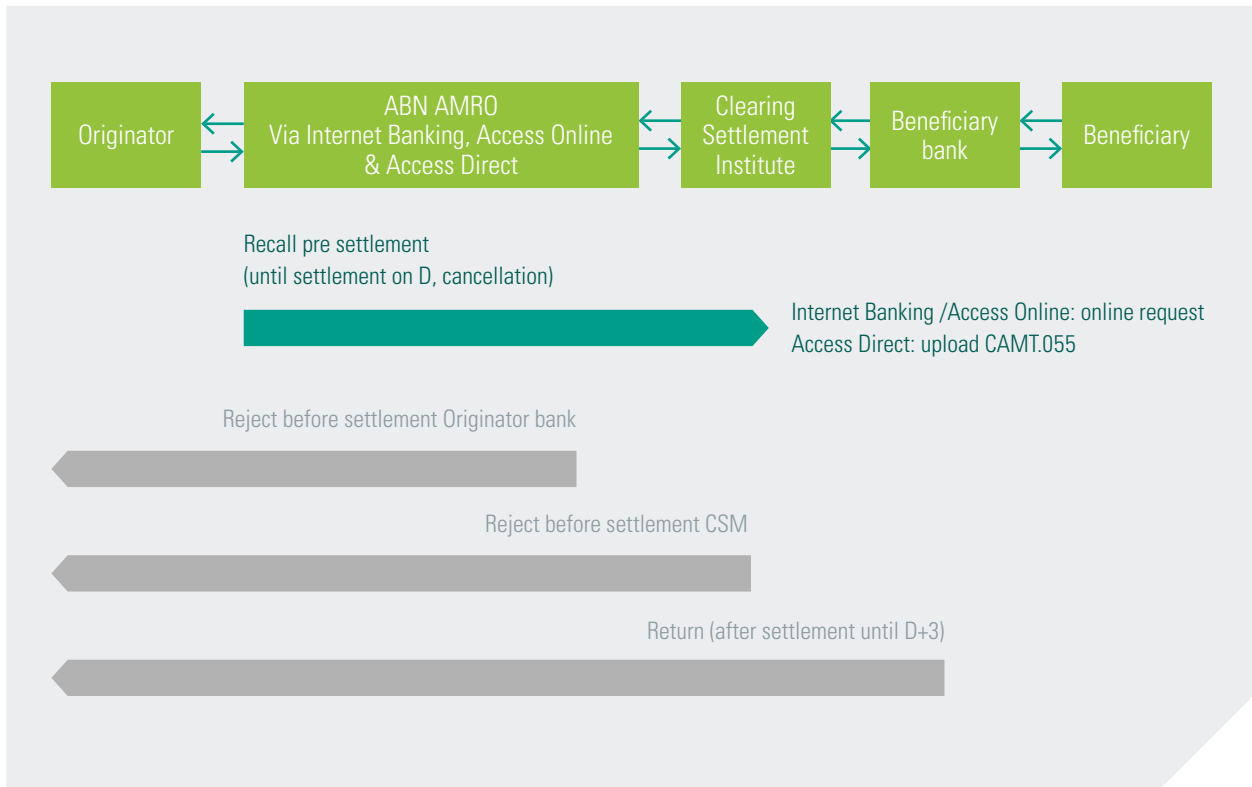 Originator
ABN AMRO
Via Internet Banking, Access Online
& Access Direct
Clearing
Settlement
Institute
Beneficiary
bank
Beneficiary
Recall pre settlement
(until settlement on D, cancellation)
Internet Banking /Access Online: online request
Access Direct: upload CAMT.055
Reject before settlement Originator bank
Reject before settlement CSM
Return (after settlement until D+3)